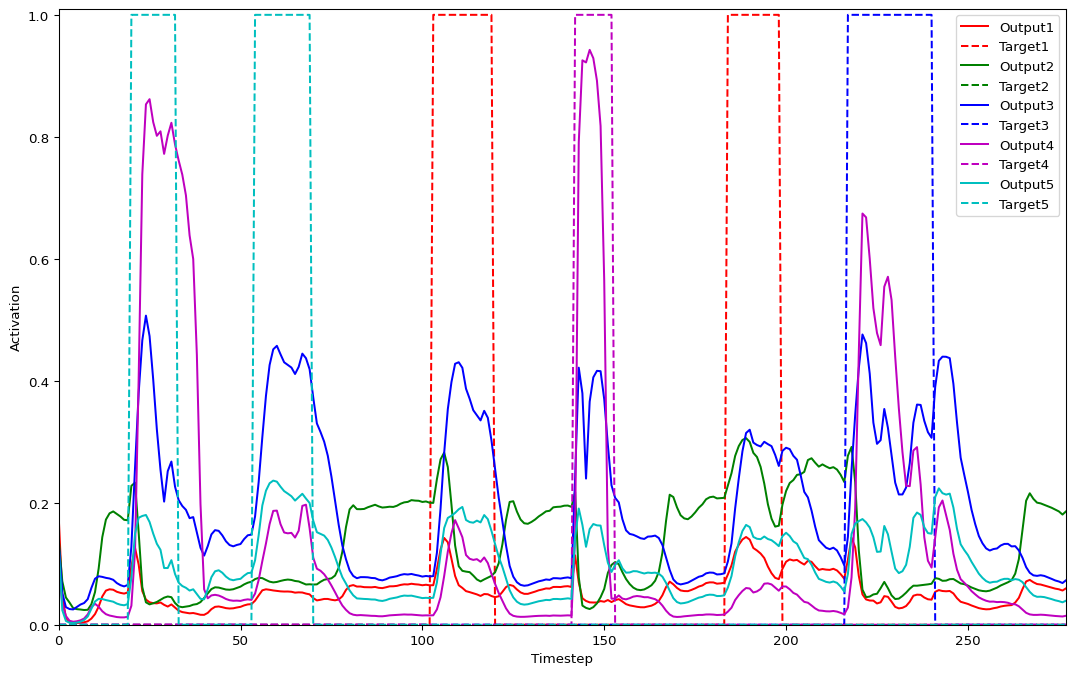 1.0
0.8
0.6
0.4
0.2
0.0
Activation
0
50
100
150
200
250
Timestep
Output1
Target1
Output2
Target2
Output3
Target3
Output4
Target4
Output5
Target5